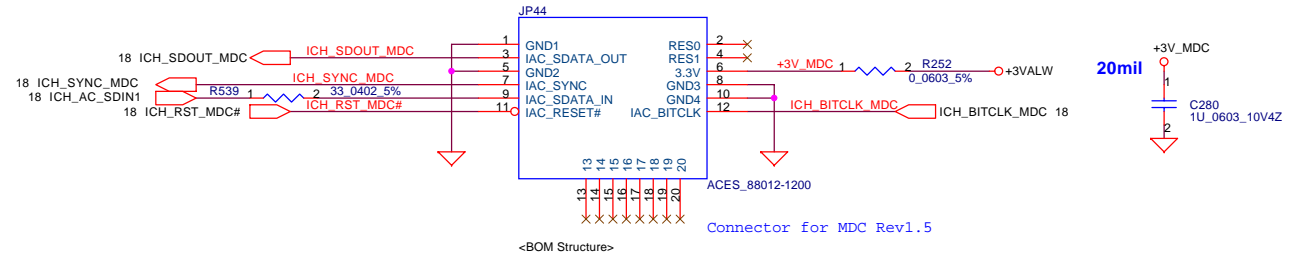 JP44
18 ICH_SDOUT_MDC
ICH_SDOUT_MDC
1 GND1
3 IAC_SDATA_OUT
5 GND2
18 ICH_SYNC_MDC
ICH_SYNC_MDC
7 IAC_SYNC
18 ICH_AC_SDIN1
R539 1 2 33_0402_5%
9 IAC_SDATA_IN
18 ICH_RST_MDC#
ICH_RST_MDC#
11 IAC_RESET#
RES0 2
RES1 4
3.3V 6
+3V_MDC 1 2 R252
0_0603_5%
+3VALW
GND3 8
GND4 10
IAC_BITCLK 12
ICH_BITCLK_MDC
ICH_BITCLK_MDC 18
13 14 15 16 17 18 19 20
13 14 15 16 17 18 19 20
ACES_88012-1200
Connector for MDC Rev1.5
<BOM Structure>
20mil
+3V_MDC
1
C280
1U_0603_10V4Z
2